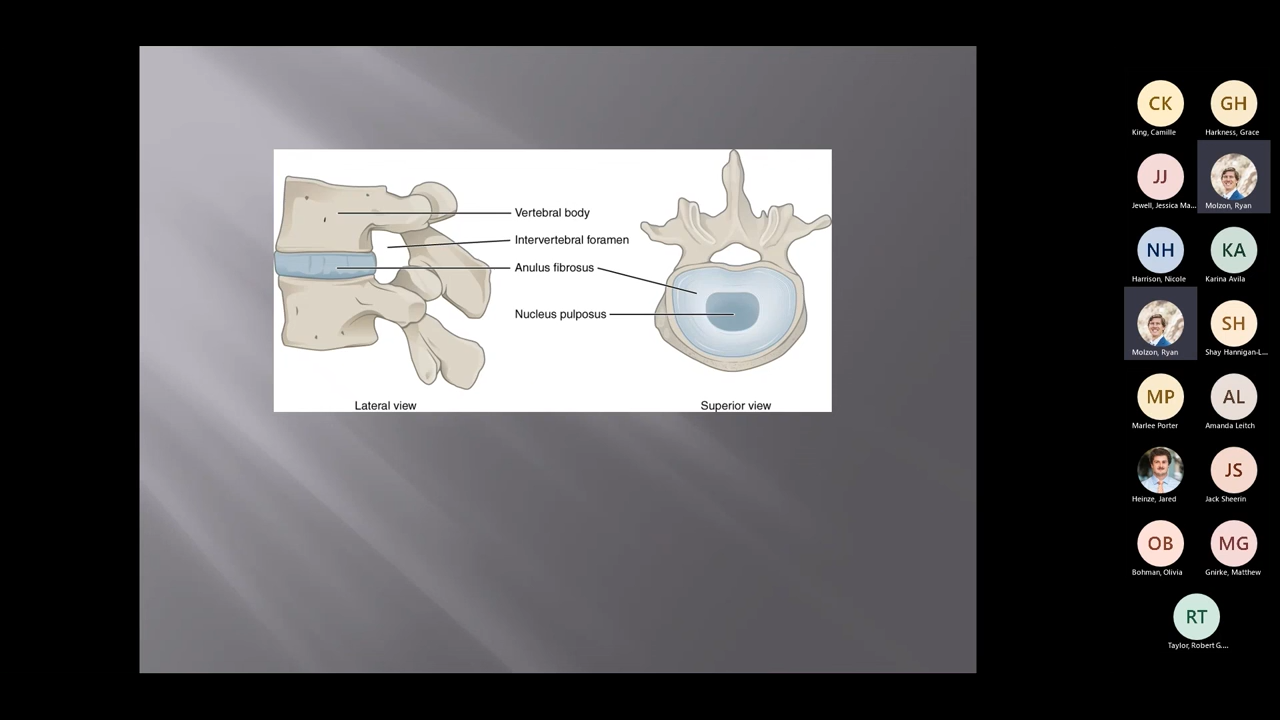 Vertebral body
Intervertebral foramen
Anulus fibrosus
Nucleus pulposus
Lateral view
Superior view
CK
GH
King, Camille
Harkness, Grace
JJ
Jewell, Jessica Ma...
Molzon, Ryan
NH
KA
Harrison, Nicole
Karina Avila
SH
Molzon, Ryan
Shay Hannigan-L...
MP
AL
Marlee Porter
Amanda Leitch
JS
Heinze, Jared
Jack Sheerin
OB
MG
Bohman, Olivia
Gnirke, Matthew
RT
Taylor, Robert G....